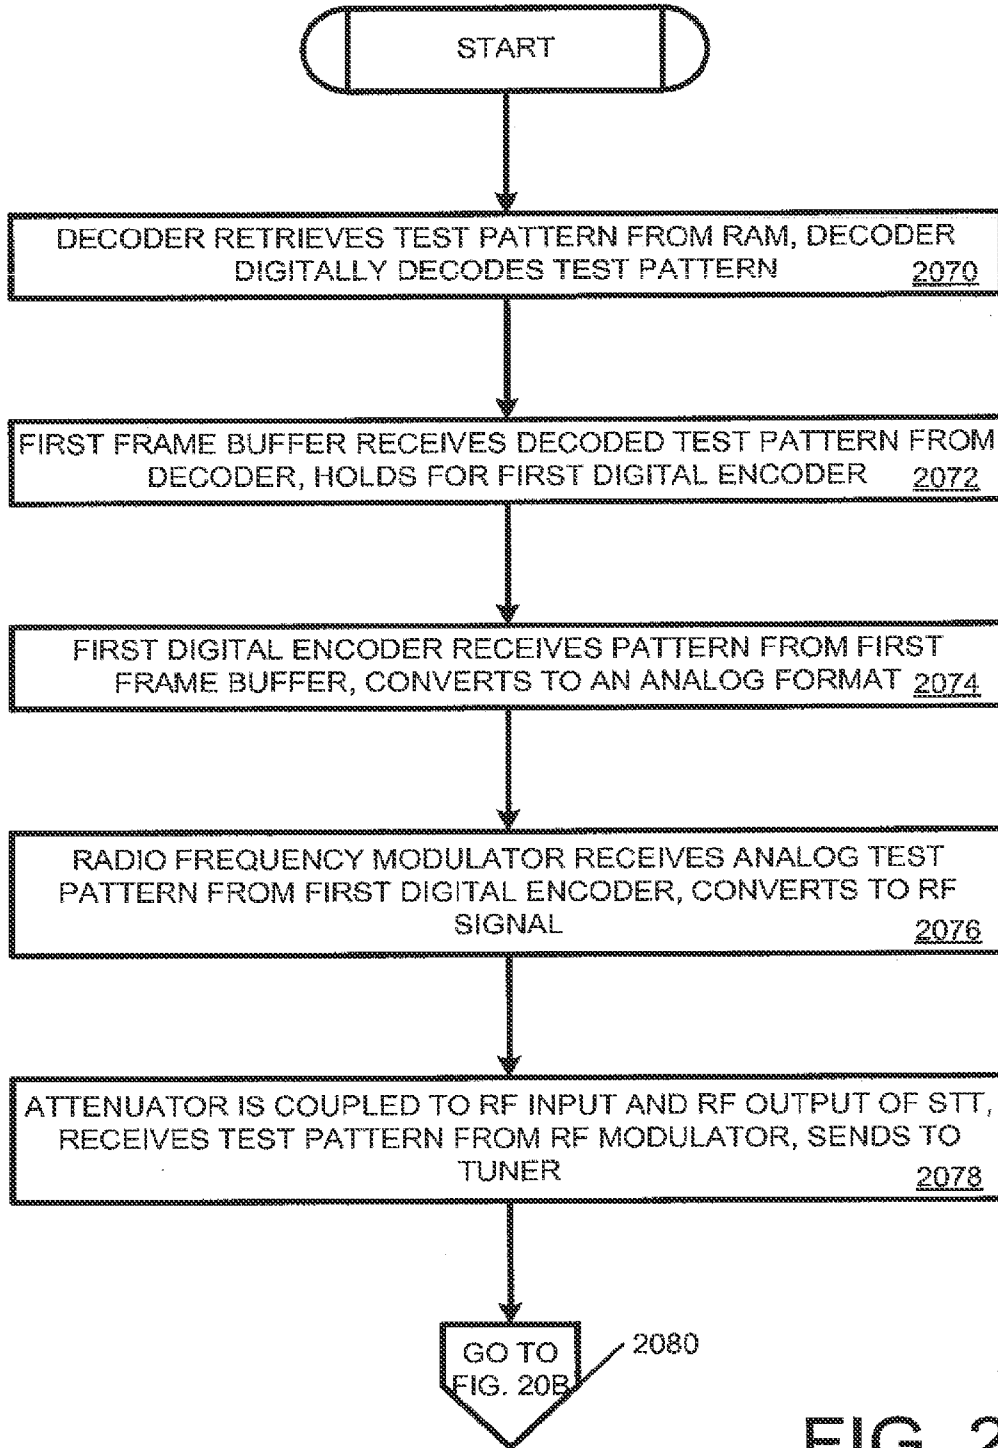 START
DECODER RETRIEVES TEST PATTERN FROM RAM, DECODER
DIGITALLY DECODES TEST PATTERN 2070
FIRST FRAME BUFFER RECEIVES DECODED TEST PATTERN FROM
DECODER, HOLDS FOR FIRST DIGITAL ENCODER 2072
FIRST DIGITAL ENCODER RECEIVES PATTERN FROM FIRST
FRAME BUFFER, CONVERTS TO AN ANALOG FORMAT 2074
RADIO FREQUENCY MODULATOR RECEIVES ANALOG TEST
PATTERN FROM FIRST DIGITAL ENCODER, CONVERTS TO RF
SIGNAL 2076
ATTENUATOR IS COUPLED TO RF INPUT AND RF OUTPUT OF STT,
RECEIVES TEST PATTERN FROM RF MODULATOR, SENDS TO
TUNER 2078
GO TO
FIG. 20B
2080
FIG. 2